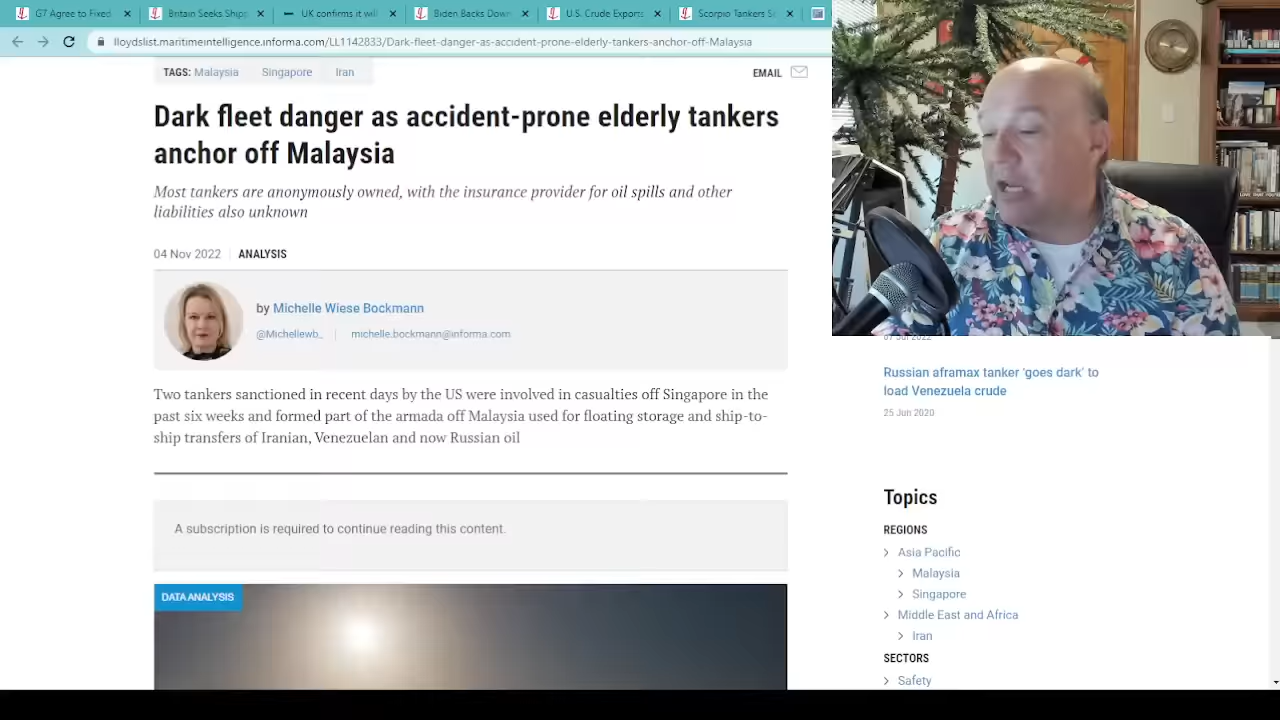 G7 Agree to Fixed
Britain Seeks Shipp
UK confirms it will
Biden Backs Down
U.S. Crude Exports
Scorpio Tankers Si
lloydslist.maritimeintelligence.informa.com/LL1142833/Dark-fleet-danger-as-accident-prone-elderly-tankers-anchor-off-Malaysia
TAGS: Malaysia Singapore Iran
EMAIL
Dark fleet danger as accident-prone elderly tankers
anchor off Malaysia
Most tankers are anonymously owned, with the insurance provider for oil spills and other
liabilities also unknown
04 Nov 2022 ANALYSIS
by Michelle Wiese Bockmann
@Michellewb_ michelle.bockmann@informa.com
Two tankers sanctioned in recent days by the US were involved in casualties off Singapore in the
past six weeks and formed part of the armada off Malaysia used for floating storage and ship-to-
ship transfers of Iranian, Venezuelan and now Russian oil
A subscription is required to continue reading this content.
DATA ANALYSIS
07 Jul 2022
Russian aframax tanker 'goes dark' to
load Venezuela crude
25 Jun 2020
Topics
REGIONS
Asia Pacific
Malaysia
Singapore
Middle East and Africa
Iran
SECTORS
Safety